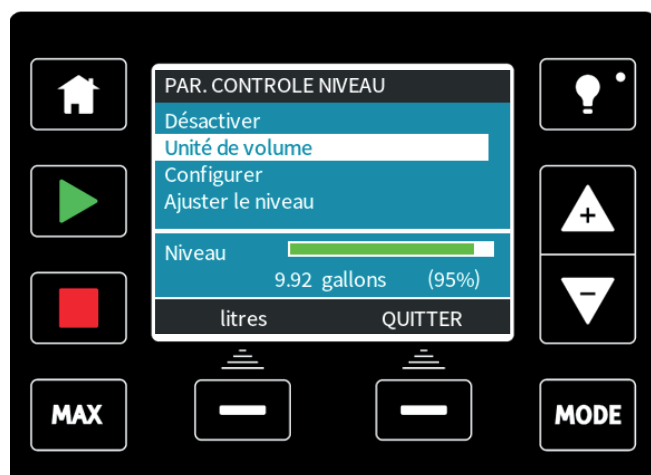 PAR. CONTROLE NIVEAU
Désactiver
Unité de volume
Configurer
Ajuster le niveau
Niveau
9.92 gallons (95%)
litres QUITTER
MAX
MODE